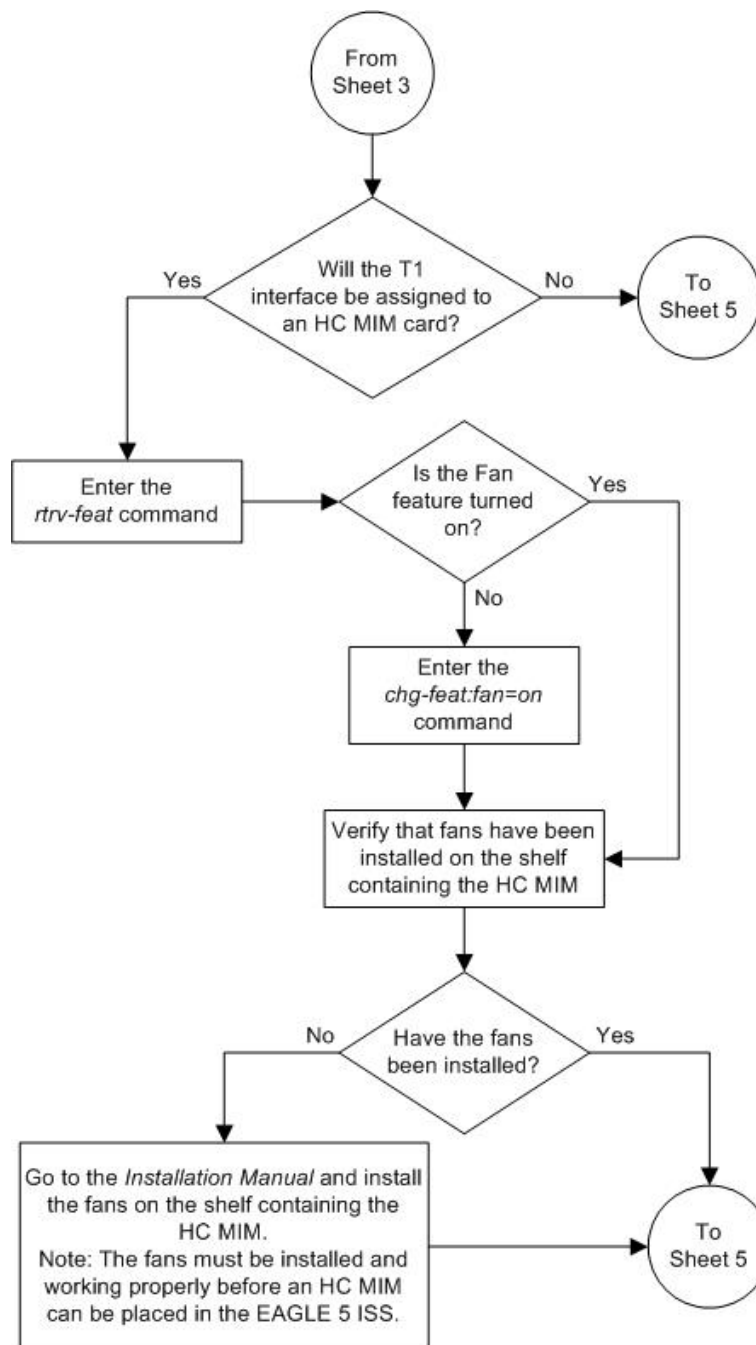 From
Sheet 3
Will the T1
interface be assigned to
an HC MIM card?
Yes
No
To
Sheet 5
Enter the
rtrv-feat command
Is the Fan
feature turned
on?
Yes
No
Enter the
chg-feat:fan=on
command
Verify that fans have been
installed on the shelf
containing the HC MIM
Have the fans
been installed?
No
Yes
Go to the Installation Manual and install
the fans on the shelf containing the
HC MIM.
Note: The fans must be installed and
working properly before an HC MIM
can be placed in the EAGLE 5 ISS.
To
Sheet 5